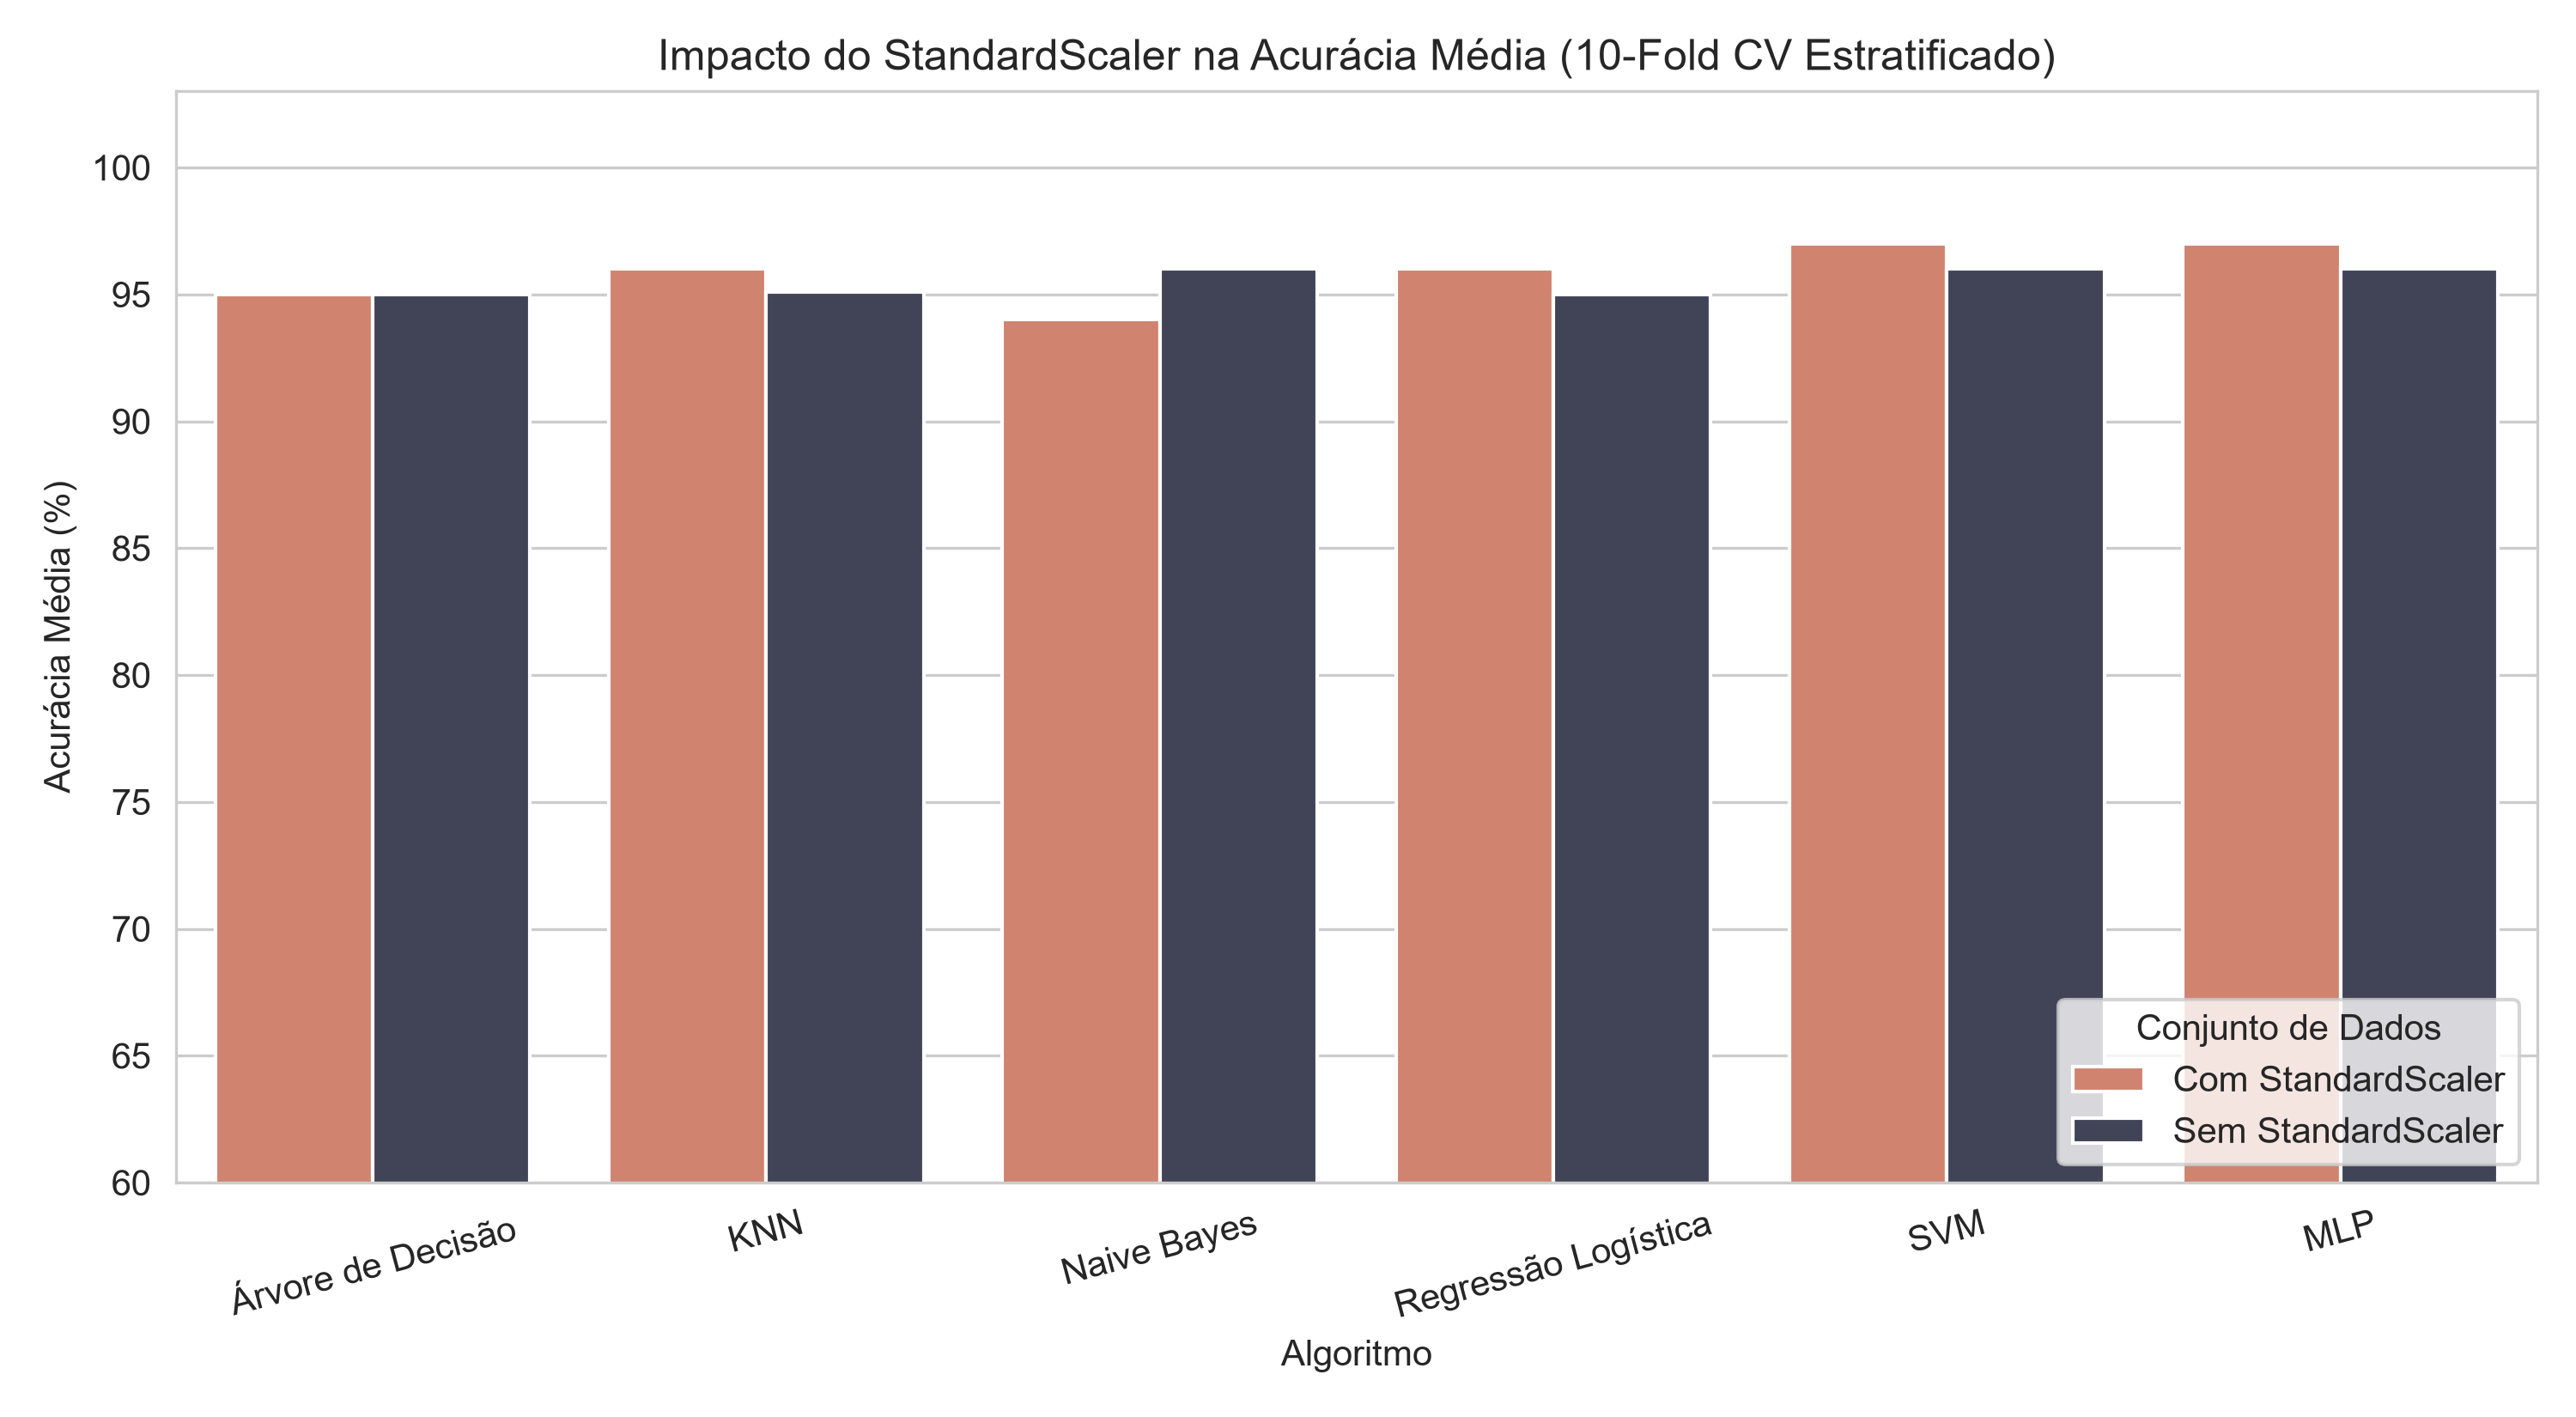 Impacto do StandardScaler na Acurácia Média (10-Fold CV Estratificado)
Acurácia Média (%)
100
95
90
85
80
75
70
65
60
Conjunto de Dados
Com StandardScaler
Sem StandardScaler
Árvore de Decisão
KNN
Naive Bayes
Regressão Logística
SVM
MLP
Algoritmo